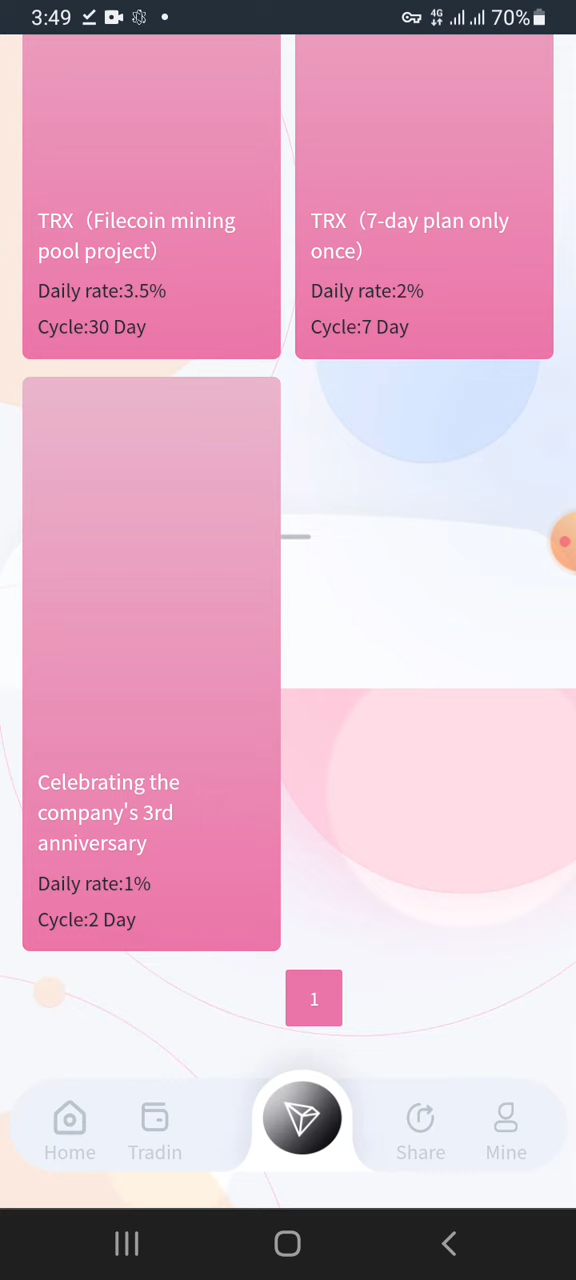 3:49
4G
70%
TRX（Filecoin mining
pool project）
Daily rate:3.5%
Cycle:30 Day
TRX（7-day plan only
once）
Daily rate:2%
Cycle:7 Day
Celebrating the
company's 3rd
anniversary
Daily rate:1%
Cycle:2 Day
1
Home
Tradin
Share
Mine